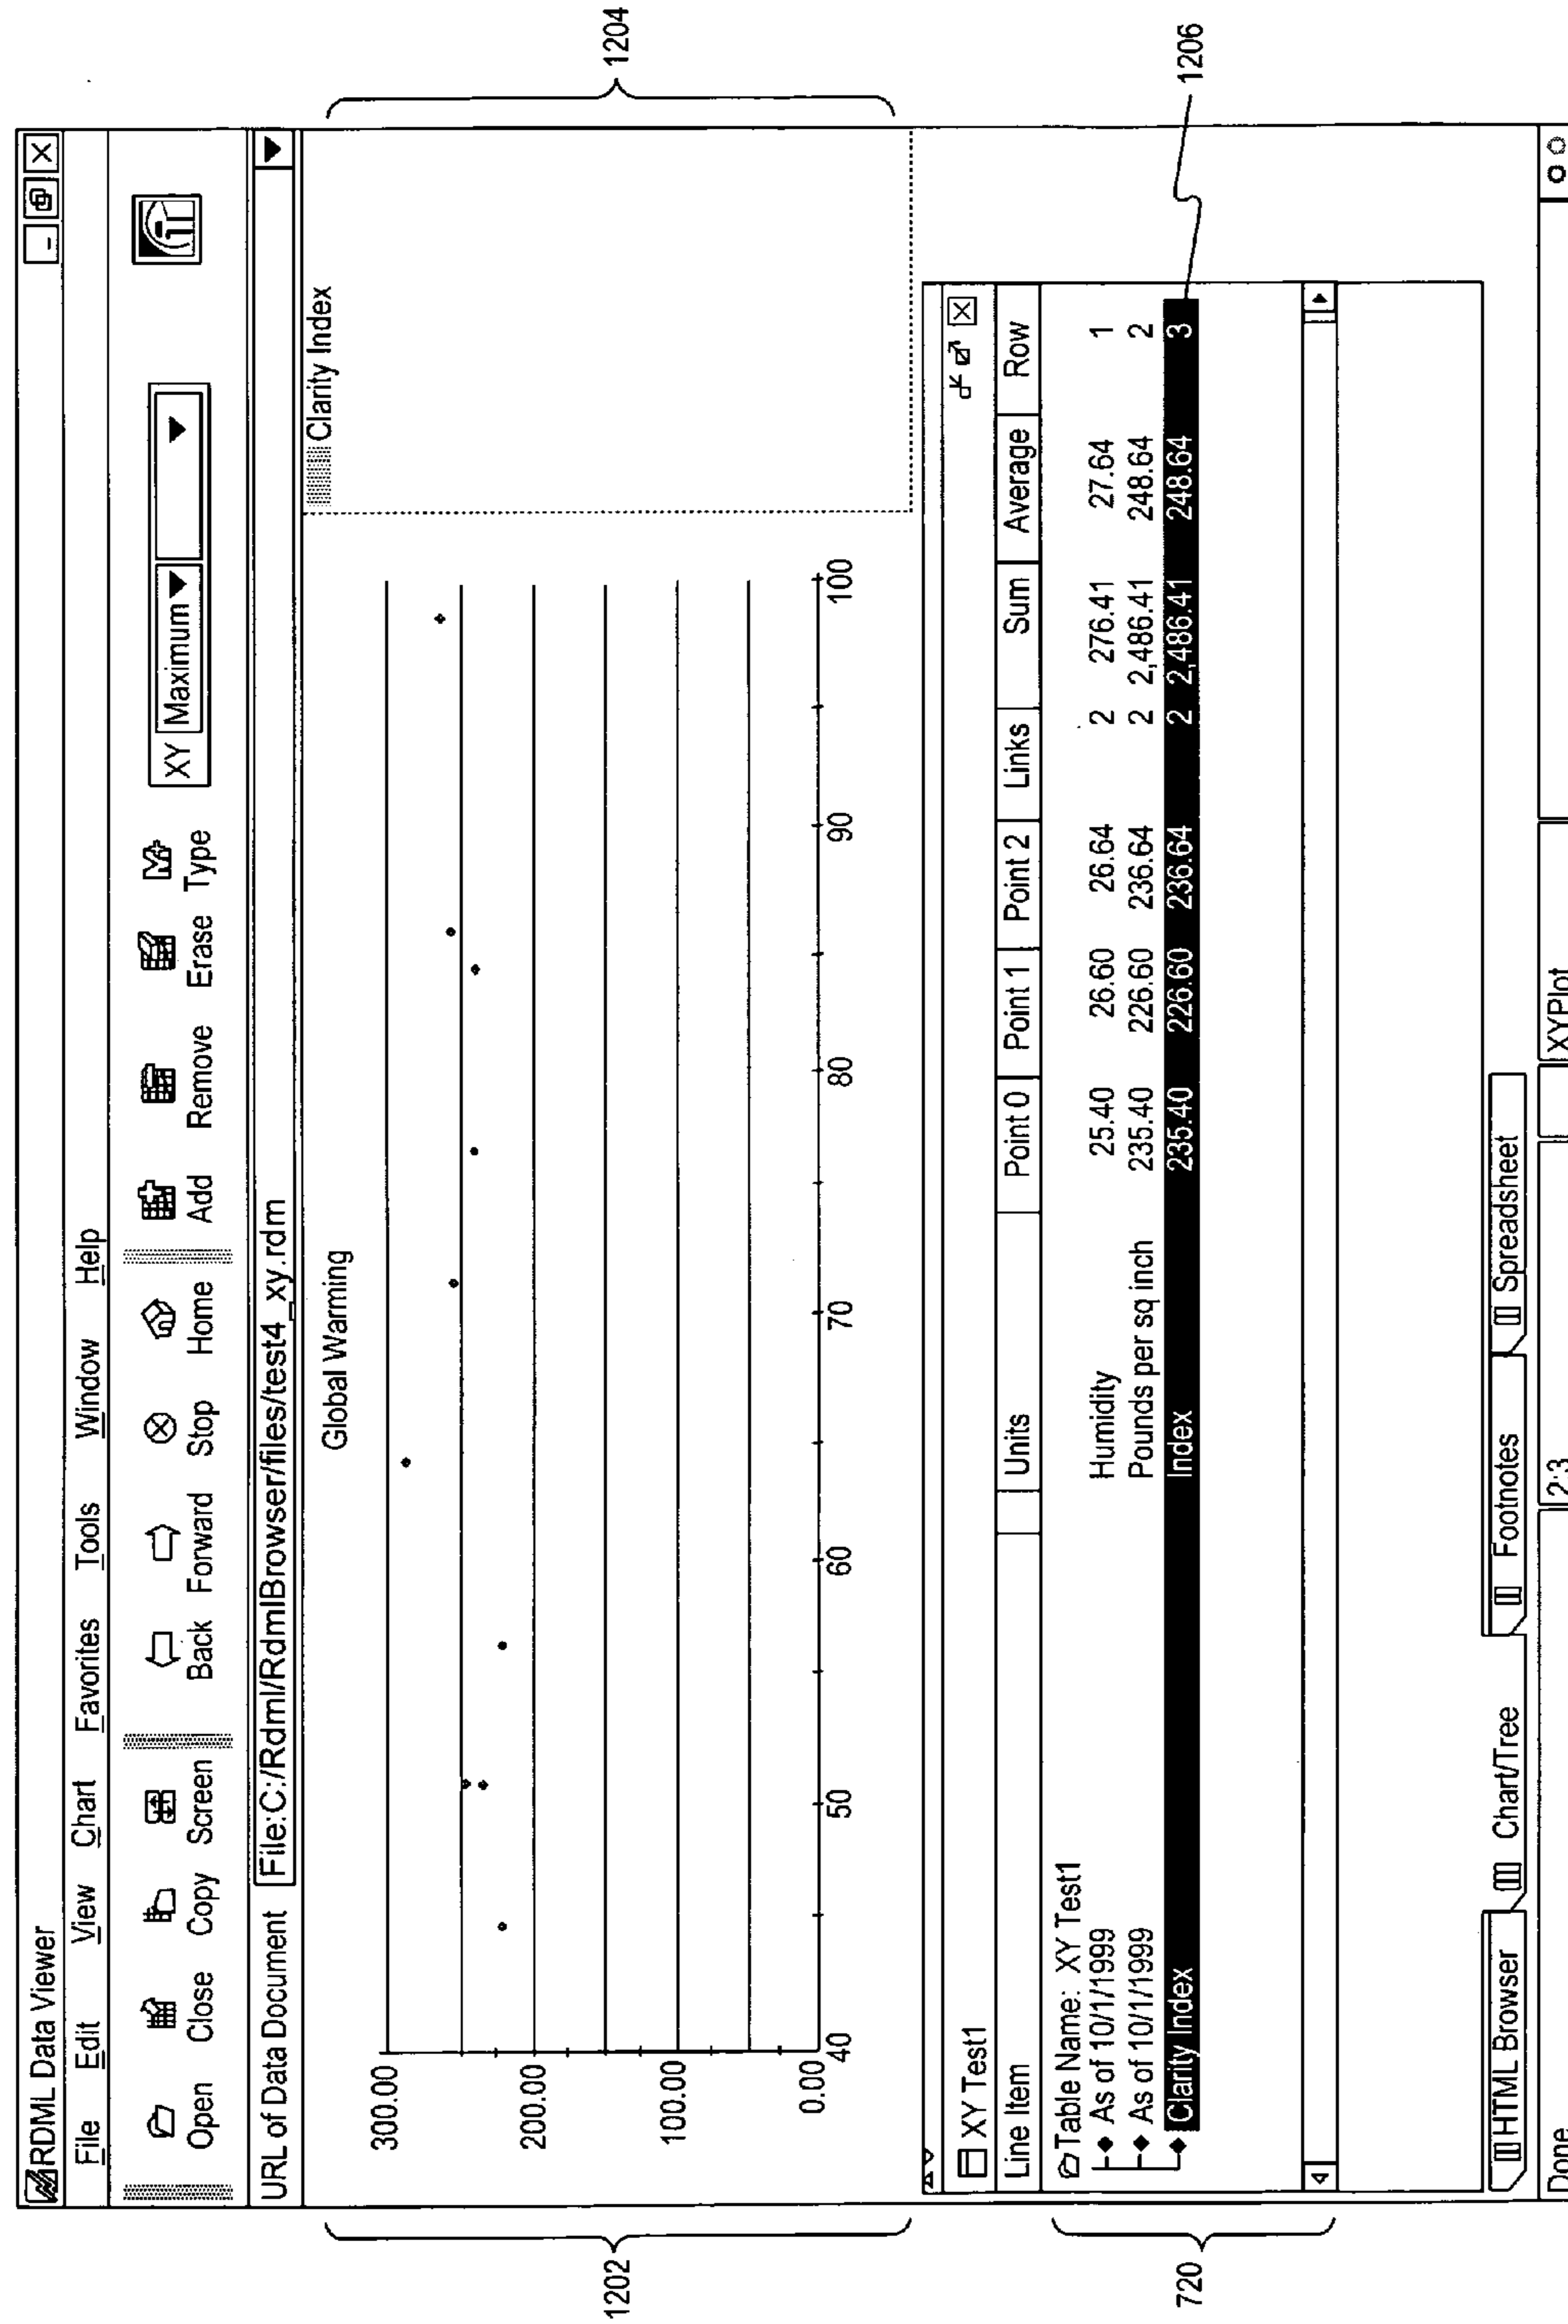 RDML Data Viewer
File Edit View Chart Favorites Tools Window Help
Open Close Copy Screen Back Forward Stop Home Add Remove Erase Type XY Maximum
URL of Data Document File:C:/Rdml/RdmlBrowser/files/test4_xy.rdm
Global Warming
Clarity Index
300.00
200.00
100.00
0.00
40 50 60 70 80 90 100
1202
1204
XY Test1
Line Item Units Point 0 Point 1 Point 2 Links Sum Average Row
Table Name: XY Test1
As of 10/1/1999 Humidity 25.40 26.60 26.64 2 276.41 27.64 1
As of 10/1/1999 Pounds per sq inch 235.40 226.60 236.64 2 2,486.41 248.64 2
Clarity Index Index 235.40 226.60 236.64 2 2,486.41 248.64 3
720
1206
HTML Browser Chart/Tree Footnotes Spreadsheet
Done 2:3 XYPlot